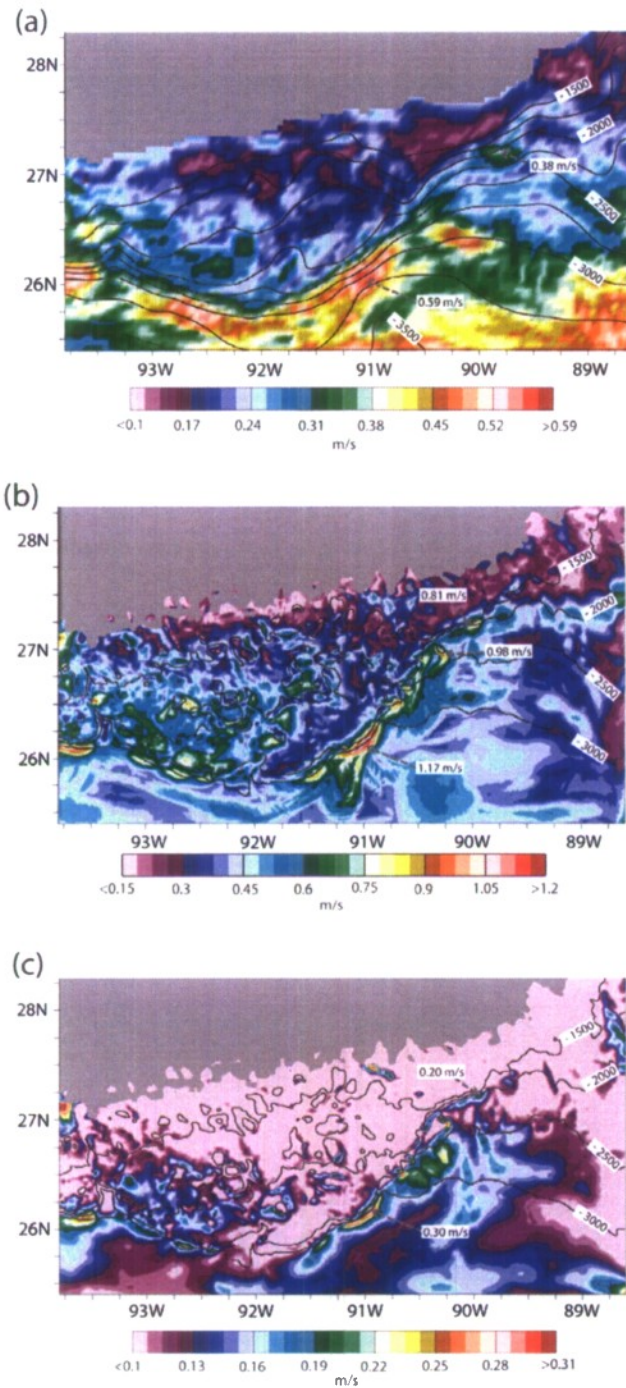 (a)
28N
27N
26N
-1500
-2000
0.38 m/s
-2500
-3000
0.59 m/s
-3500
93W 92W 91W 90W 89W
<0.1 0.17 0.24 0.31 0.38 0.45 0.52 >0.59
m/s
(b)
28N
27N
26N
-1500
0.81 m/s
-2000
0.98 m/s
-2500
-3000
1.17 m/s
93W 92W 91W 90W 89W
<0.15 0.3 0.45 0.6 0.75 0.9 1.05 >1.2
m/s
(c)
28N
27N
26N
-1500
0.20 m/s
-2000
-2500
-3000
0.30 m/s
93W 92W 91W 90W 89W
<0.1 0.13 0.16 0.19 0.22 0.25 0.28 >0.31
m/s